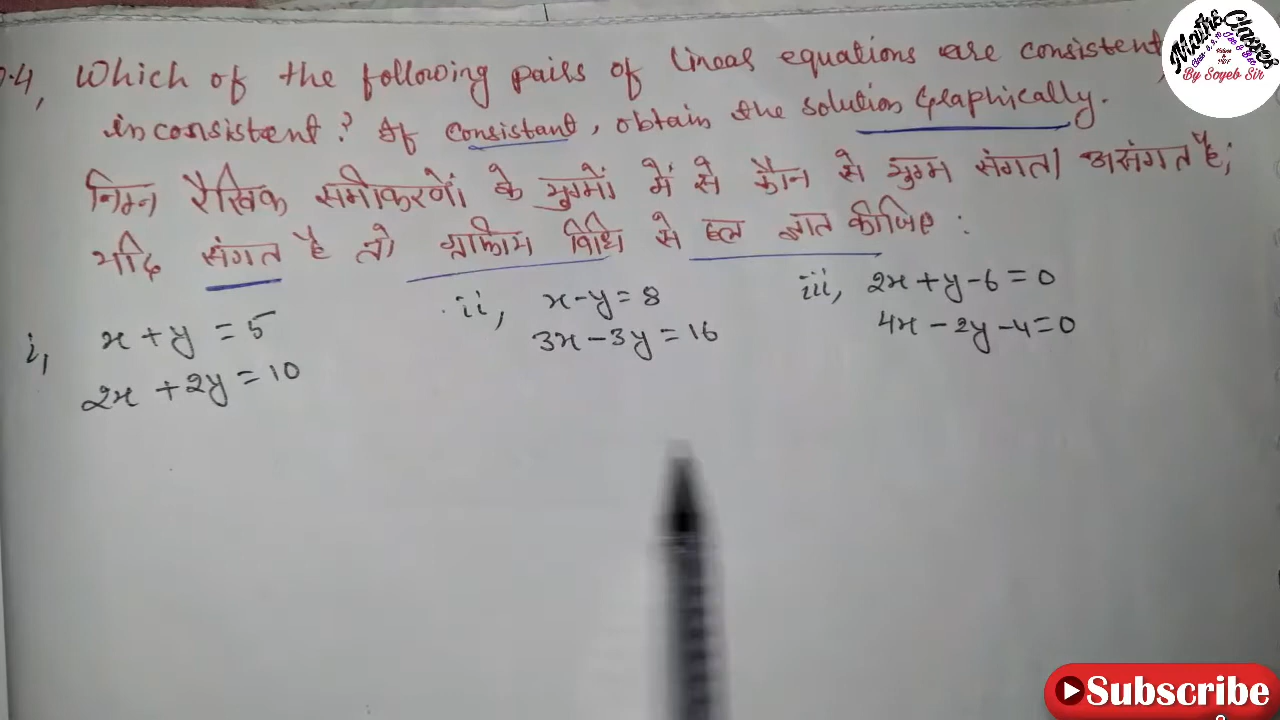 0.4, Which of the following pairs of linear equations are consistent,
inconsistent? If consistant, obtain the solution Graphically.
निम्न रैखिक समीकरणों के युग्मों में से कौन से युग्म संगत। असंगत है;
यदि संगत है तो ग्राफिय विधि से हल ज्ञात कीजिए :
i, x + y = 5
2x + 2y = 10
ii, x - y = 8
3x - 3y = 16
iii, 2x + y - 6 = 0
4x - 2y - 4 = 0
Maths Classes
By Soyeb Sir
Subscribe